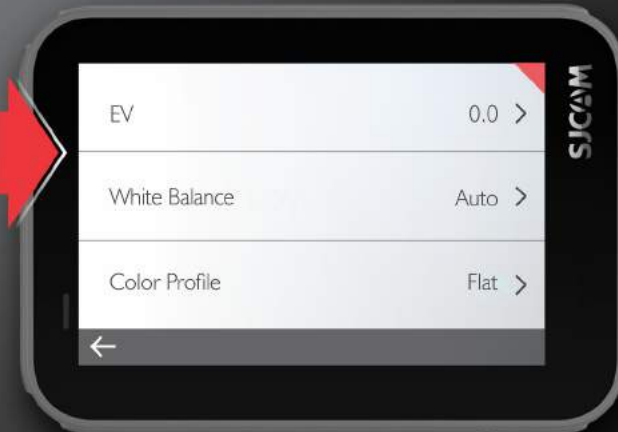 EV 0.0 >
White Balance Auto >
Color Profile Flat >
SJCAM